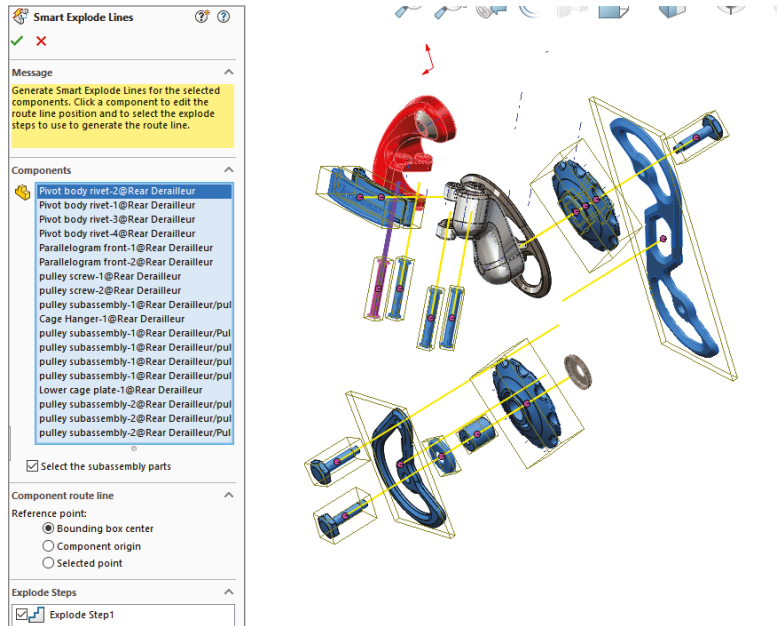 Smart Explode Lines
Message
Generate Smart Explode Lines for the selected
components. Click a component to edit the
route line position and to select the explode
steps to use to generate the route line.
Components
Pivot body rivet-2@Rear Derailleur
Pivot body rivet-1@Rear Derailleur
Pivot body rivet-3@Rear Derailleur
Pivot body rivet-4@Rear Derailleur
Parallelogram front-1@Rear Derailleur
Parallelogram front-2@Rear Derailleur
pulley screw-1@Rear Derailleur
pulley screw-2@Rear Derailleur
pulley subassembly-1@Rear Derailleur/pul
Cage Hanger-1@Rear Derailleur
pulley subassembly-1@Rear Derailleur/Pul
pulley subassembly-1@Rear Derailleur/pul
pulley subassembly-1@Rear Derailleur/pul
pulley subassembly-1@Rear Derailleur/pul
Lower cage plate-1@Rear Derailleur
pulley subassembly-2@Rear Derailleur/pul
pulley subassembly-2@Rear Derailleur/pul
pulley subassembly-2@Rear Derailleur/Pul
Select the subassembly parts
Component route line
Reference point:
Bounding box center
Component origin
Selected point
Explode Steps
Explode Step1